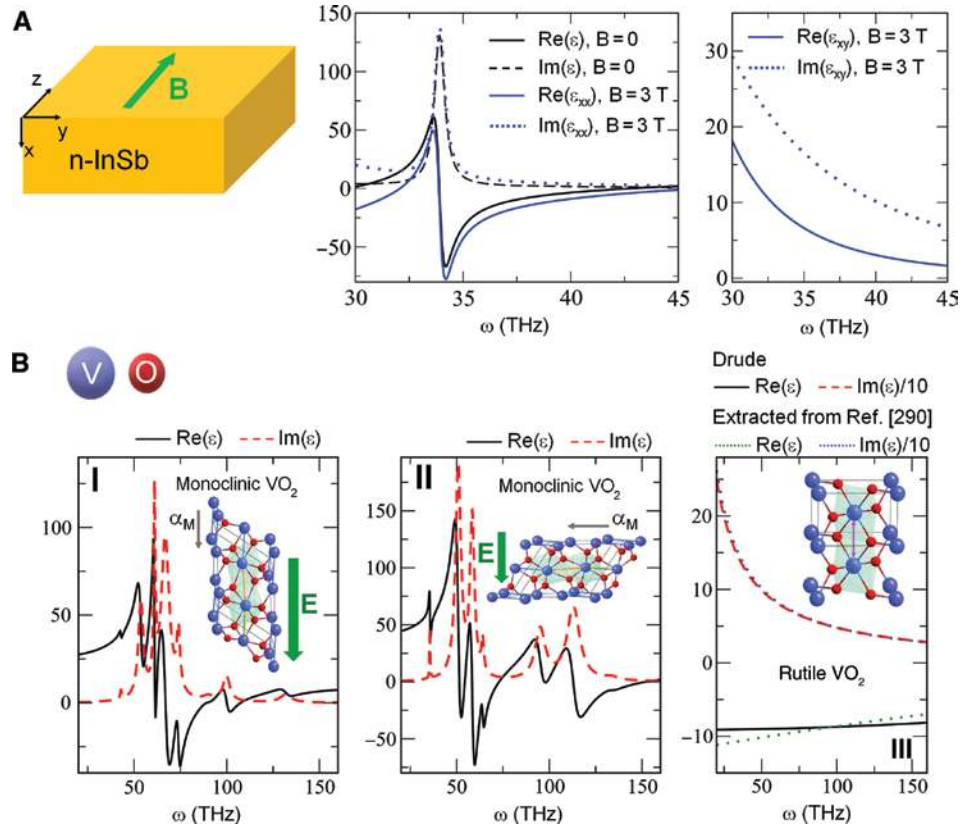 A
z
B
y
x
n-InSb
150
100
50
0
−50
30
35
40
45
ω (THz)
Re(ε), B = 0
Im(ε), B = 0
Re(εxx), B = 3 T
Im(εxx), B = 3 T
30
20
10
0
30
35
40
45
ω (THz)
Re(εxy), B = 3 T
Im(εxy), B = 3 T
B
V
O
Re(ε)
Im(ε)
I
Monoclinic VO2
αM
E
100
50
0
50
100
150
ω (THz)
Re(ε)
Im(ε)
II
Monoclinic VO2
αM
E
150
100
50
0
−50
50
100
150
ω (THz)
Drude
Re(ε)
Im(ε)/10
Extracted from Ref. [290]
Re(ε)
Im(ε)/10
20
10
0
−10
Rutile VO2
III
50
100
150
ω (THz)